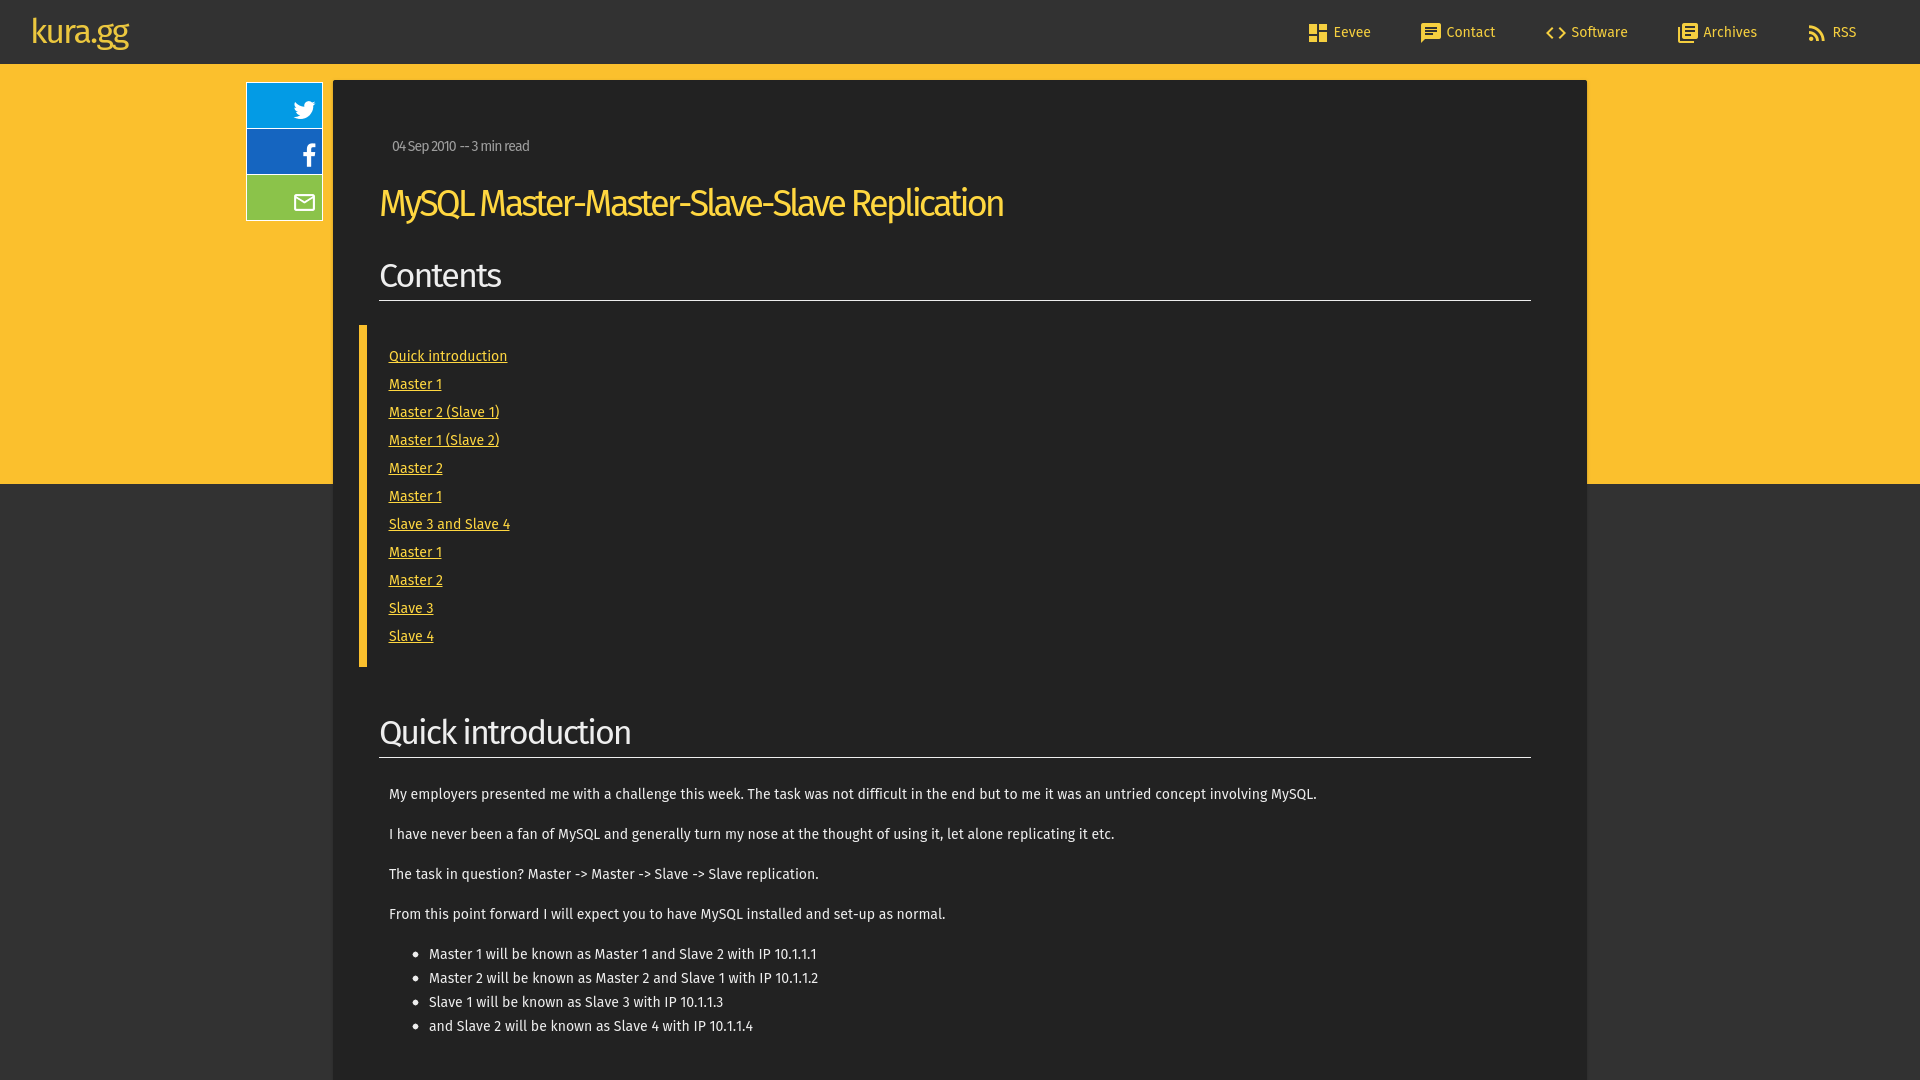 kura.gg
Eevee
Contact
Software
Archives
RSS
04 Sep 2010 -- 3 min read
MySQL Master-Master-Slave-Slave Replication
Contents
Quick introduction
Master 1
Master 2 (Slave 1)
Master 1 (Slave 2)
Master 2
Master 1
Slave 3 and Slave 4
Master 1
Master 2
Slave 3
Slave 4
Quick introduction
My employers presented me with a challenge this week. The task was not difficult in the end but to me it was an untried concept involving MySQL.
I have never been a fan of MySQL and generally turn my nose at the thought of using it, let alone replicating it etc.
The task in question? Master -> Master -> Slave -> Slave replication.
From this point forward I will expect you to have MySQL installed and set-up as normal.
• Master 1 will be known as Master 1 and Slave 2 with IP 10.1.1.1
• Master 2 will be known as Master 2 and Slave 1 with IP 10.1.1.2
• Slave 1 will be known as Slave 3 with IP 10.1.1.3
• and Slave 2 will be known as Slave 4 with IP 10.1.1.4